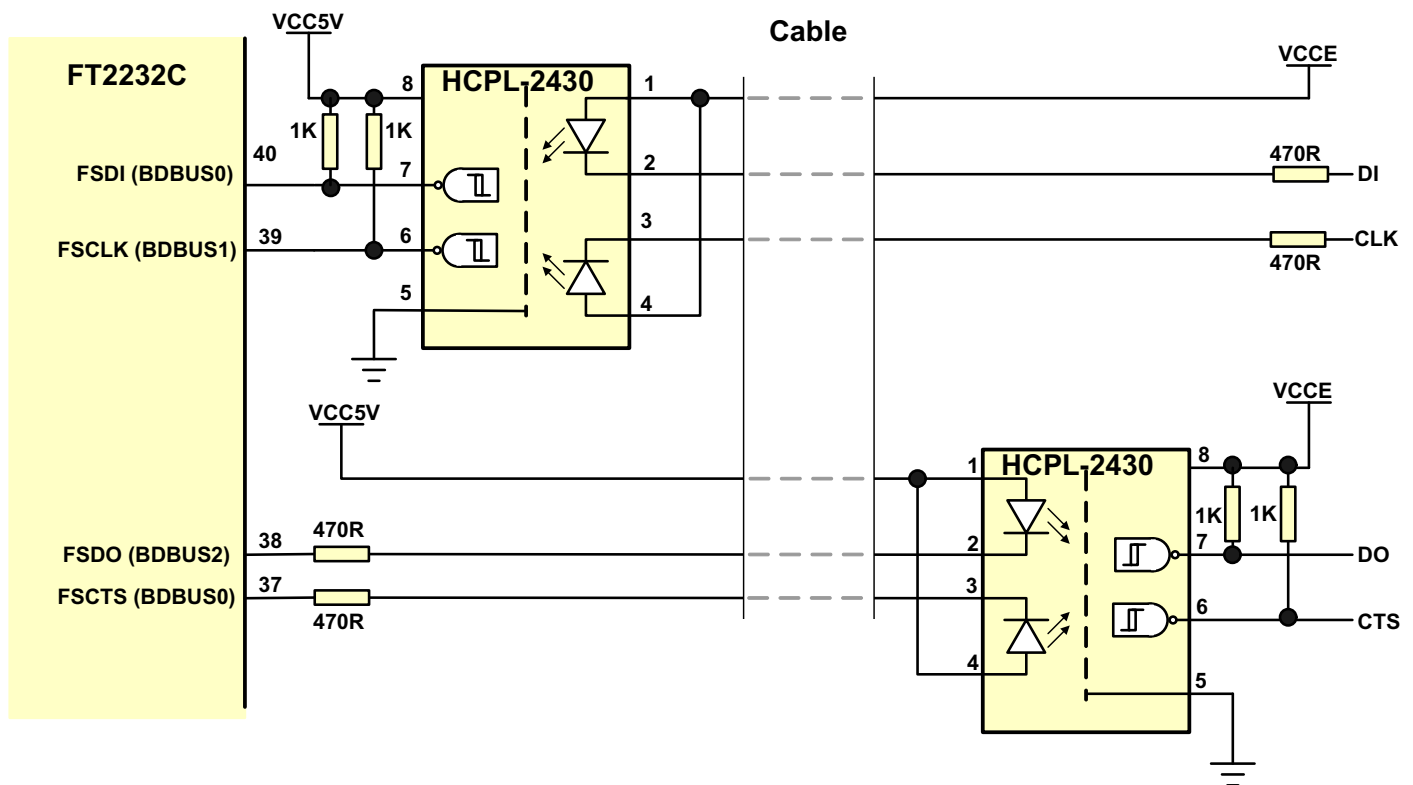 Cable
VCC5V
VCCE
FT2232C
HCPL-2430
8
1
1K
1K
40
7
2
470R
FSDI (BDBUS0)
DI
39
6
3
FSCLK (BDBUS1)
CLK
470R
5
4
VCC5V
VCCE
1
HCPL-2430
8
1K
1K
470R
38
2
7
FSDO (BDBUS2)
DO
37
3
6
FSCTS (BDBUS0)
CTS
470R
4
5